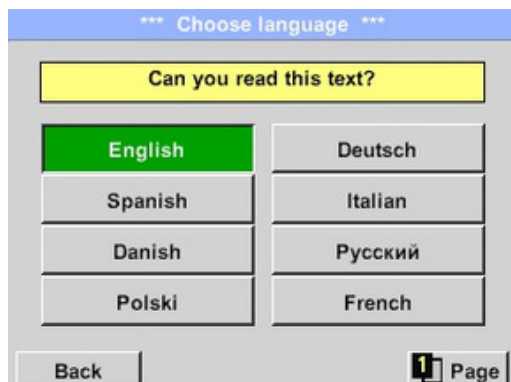 *** Choose language ***
Can you read this text?
English Deutsch
Spanish Italian
Danish Русский
Polski French
Back 1 Page